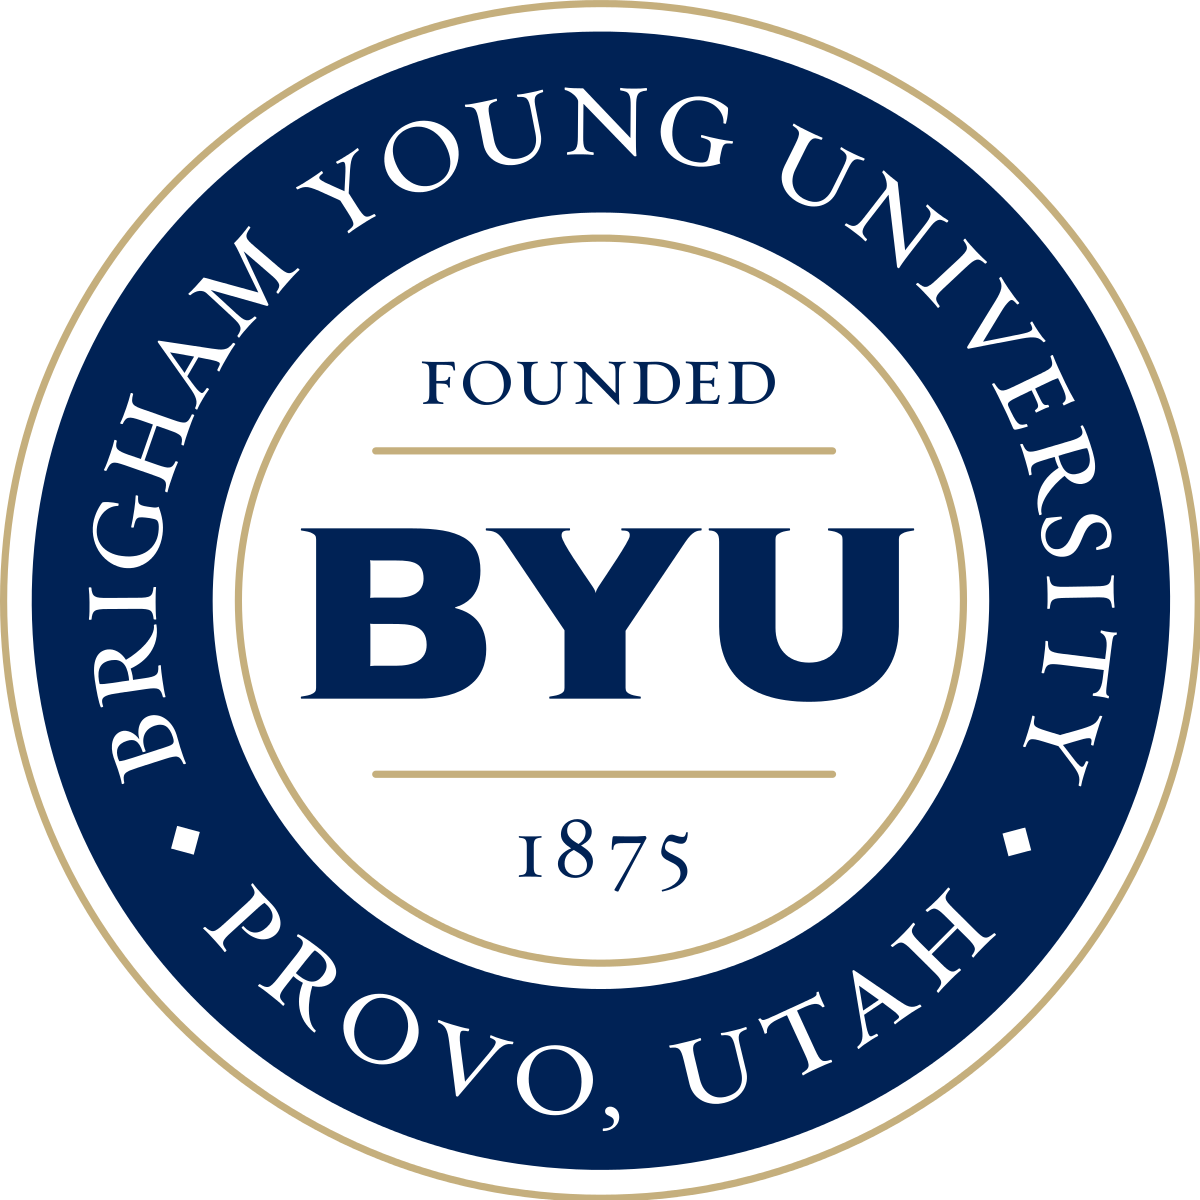 BRIGHAM YOUNG UNIVERSITY
FOUNDED
BYU
1875
PROVO, UTAH